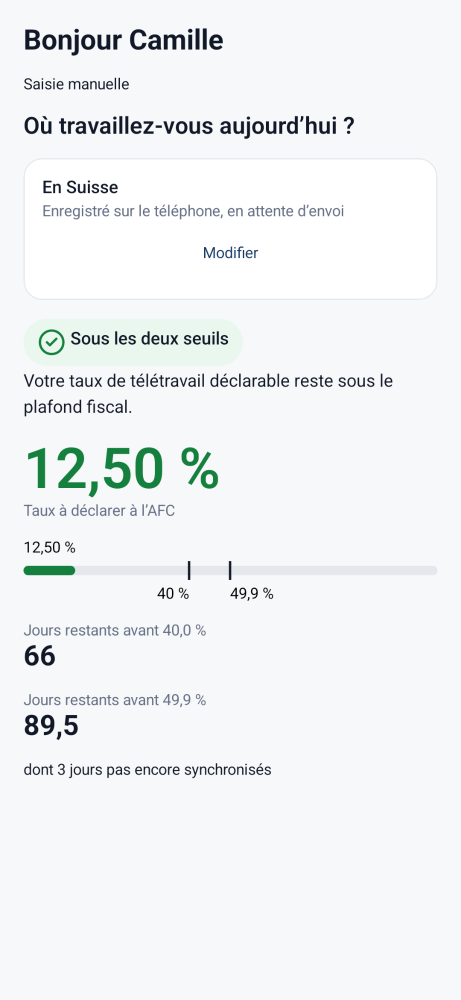 Bonjour Camille
Saisie manuelle
Où travaillez-vous aujourd’hui ?
En Suisse
Enregistré sur le téléphone, en attente d’envoi
Modifier
Sous les deux seuils
Votre taux de télétravail déclarable reste sous le
plafond fiscal.
12,50 %
Taux à déclarer à l’AFC
12,50 %
40 %
49,9 %
Jours restants avant 40,0 %
66
Jours restants avant 49,9 %
89,5
dont 3 jours pas encore synchronisés